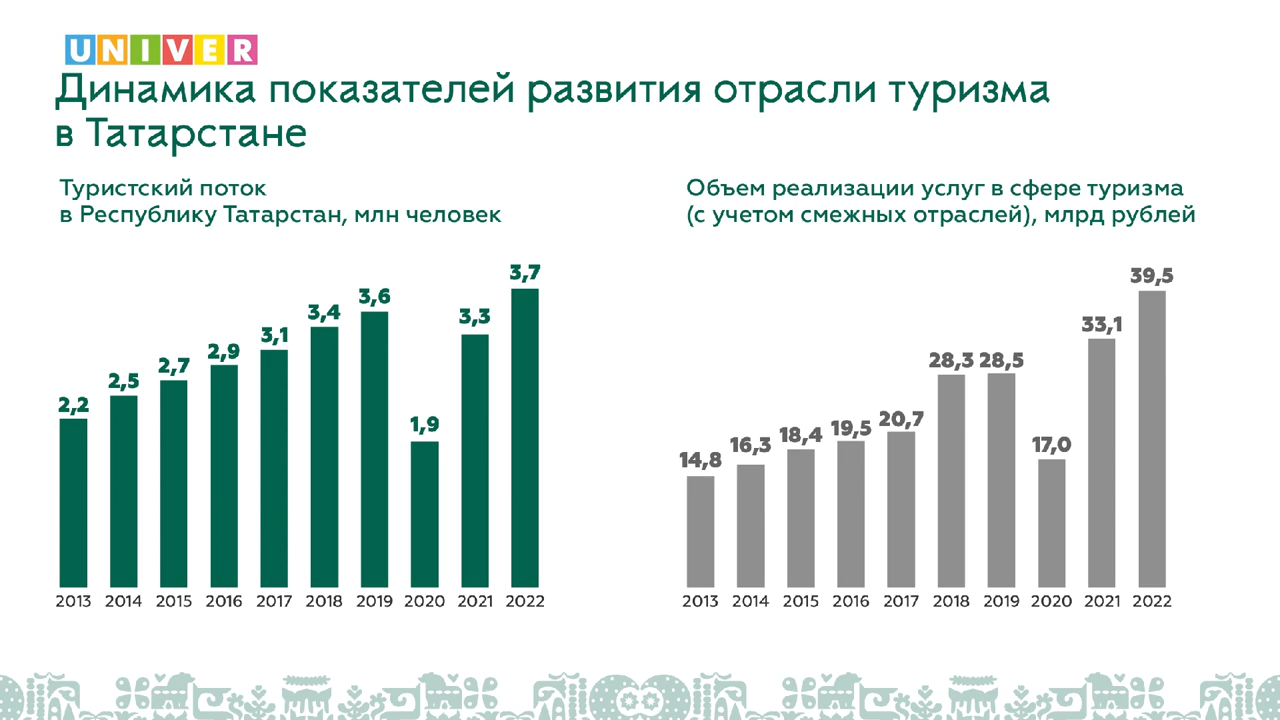 UNIVER
Динамика показателей развития отрасли туризма
в Татарстане
Туристский поток
в Республику Татарстан, млн человек
2,2 2,5 2,7 2,9 3,1 3,4 3,6 1,9 3,3 3,7
2013 2014 2015 2016 2017 2018 2019 2020 2021 2022
Объем реализации услуг в сфере туризма
(с учетом смежных отраслей), млрд рублей
14,8 16,3 18,4 19,5 20,7 28,3 28,5 17,0 33,1 39,5
2013 2014 2015 2016 2017 2018 2019 2020 2021 2022